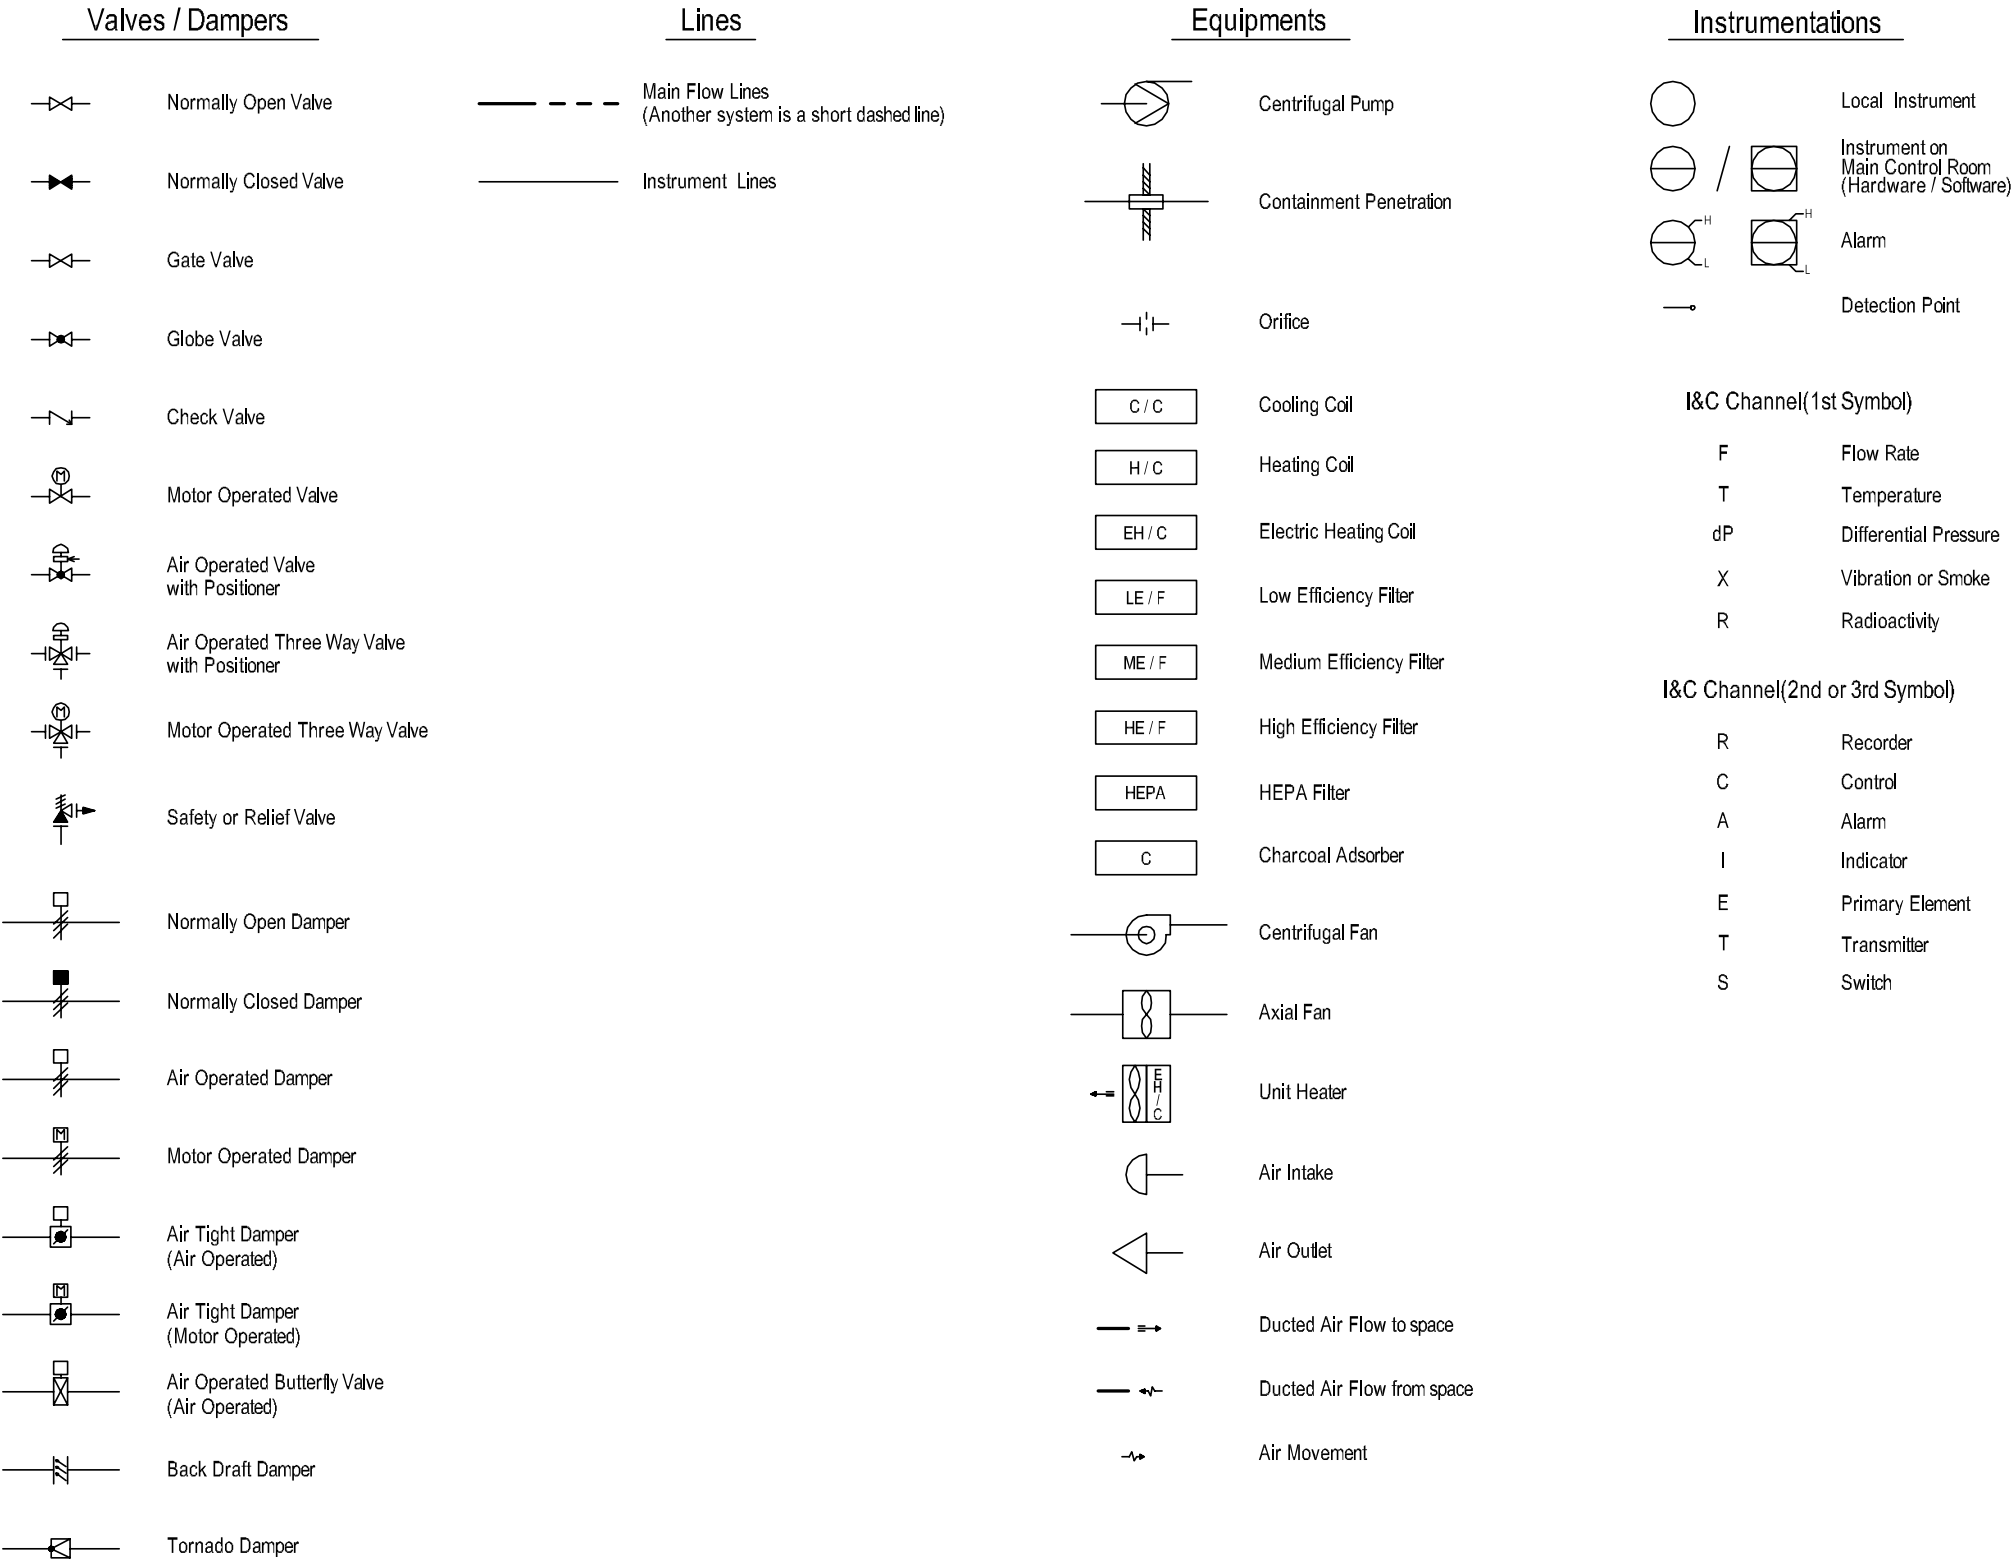 Valves / Dampers
Normally Open Valve
Normally Closed Valve
Gate Valve
Globe Valve
Check Valve
M
Motor Operated Valve
Air Operated Valve
with Positioner
Air Operated Three Way Valve
with Positioner
M
Motor Operated Three Way Valve
Safety or Relief Valve
Normally Open Damper
Normally Closed Damper
Air Operated Damper
M
Motor Operated Damper
Air Tight Damper
(Air Operated)
M
Air Tight Damper
(Motor Operated)
Air Operated Butterfly Valve
(Air Operated)
Back Draft Damper
Tornado Damper
Lines
Main Flow Lines
(Another system is a short dashed line)
Instrument Lines
Equipments
Centrifugal Pump
Containment Penetration
Orifice
C / C
Cooling Coil
H / C
Heating Coil
EH / C
Electric Heating Coil
LE / F
Low Efficiency Filter
ME / F
Medium Efficiency Filter
HE / F
High Efficiency Filter
HEPA
HEPA Filter
C
Charcoal Adsorber
Centrifugal Fan
Axial Fan
E
H
/
C
Unit Heater
Air Intake
Air Outlet
Ducted Air Flow to space
Ducted Air Flow from space
Air Movement
Instrumentations
Local Instrument
/
Instrument on
Main Control Room
(Hardware / Software)
H
L
H
L
Alarm
Detection Point
I&C Channel(1st Symbol)
F Flow Rate
T Temperature
dP Differential Pressure
X Vibration or Smoke
R Radioactivity
I&C Channel(2nd or 3rd Symbol)
R Recorder
C Control
A Alarm
I Indicator
E Primary Element
T Transmitter
S Switch